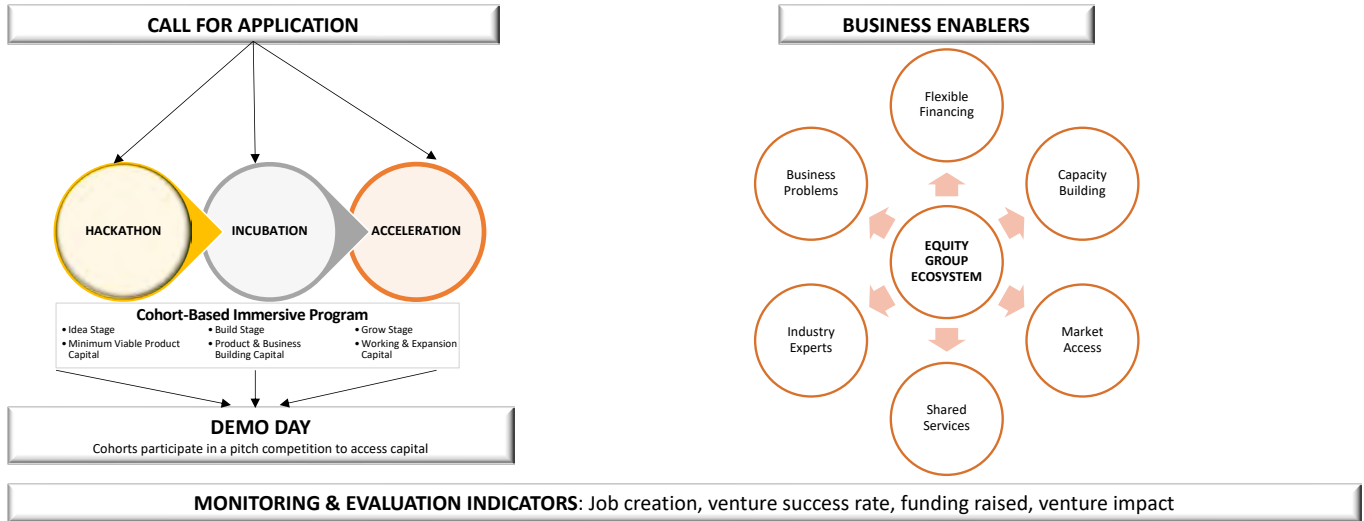 CALL FOR APPLICATION
HACKATHON
INCUBATION
ACCELERATION
Cohort-Based Immersive Program
• Idea Stage
• Minimum Viable Product
Capital
• Build Stage
• Product & Business
Building Capital
• Grow Stage
• Working & Expansion
Capital
DEMO DAY
Cohorts participate in a pitch competition to access capital
BUSINESS ENABLERS
Flexible
Financing
Business
Problems
Capacity
Building
EQUITY
GROUP
ECOSYSTEM
Industry
Experts
Market
Access
Shared
Services
MONITORING & EVALUATION INDICATORS: Job creation, venture success rate, funding raised, venture impact